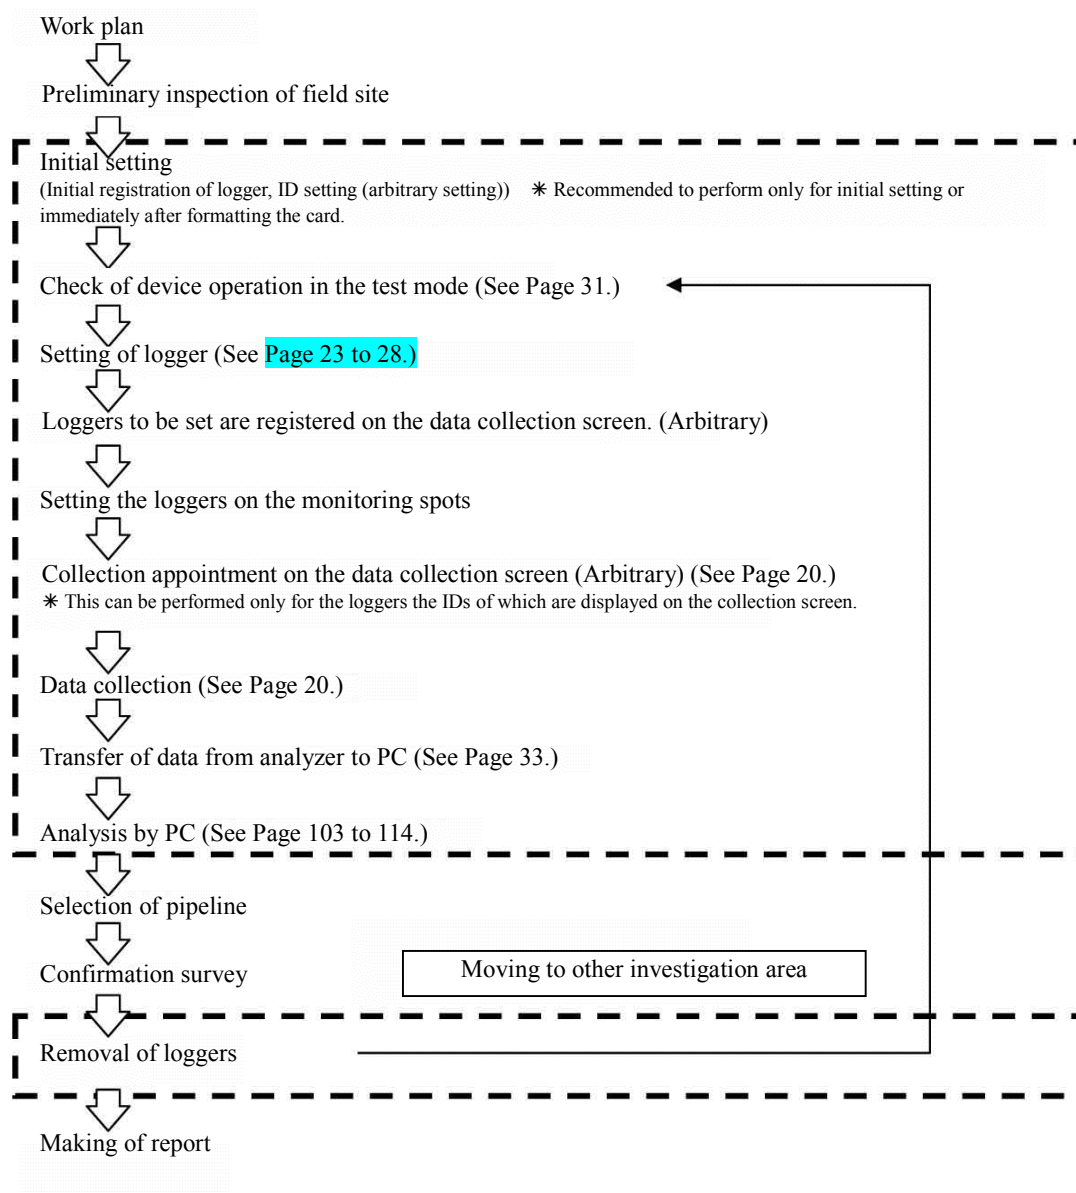 Work plan
Preliminary inspection of field site
Initial setting
(Initial registration of logger, ID setting (arbitrary setting)) ✳ Recommended to perform only for initial setting or
immediately after formatting the card.
Check of device operation in the test mode (See Page 31.)
Setting of logger (See Page 23 to 28.)
Loggers to be set are registered on the data collection screen. (Arbitrary)
Setting the loggers on the monitoring spots
Collection appointment on the data collection screen (Arbitrary) (See Page 20.)
✳ This can be performed only for the loggers the IDs of which are displayed on the collection screen.
Data collection (See Page 20.)
Transfer of data from analyzer to PC (See Page 33.)
Analysis by PC (See Page 103 to 114.)
Selection of pipeline
Confirmation survey
Moving to other investigation area
Removal of loggers
Making of report